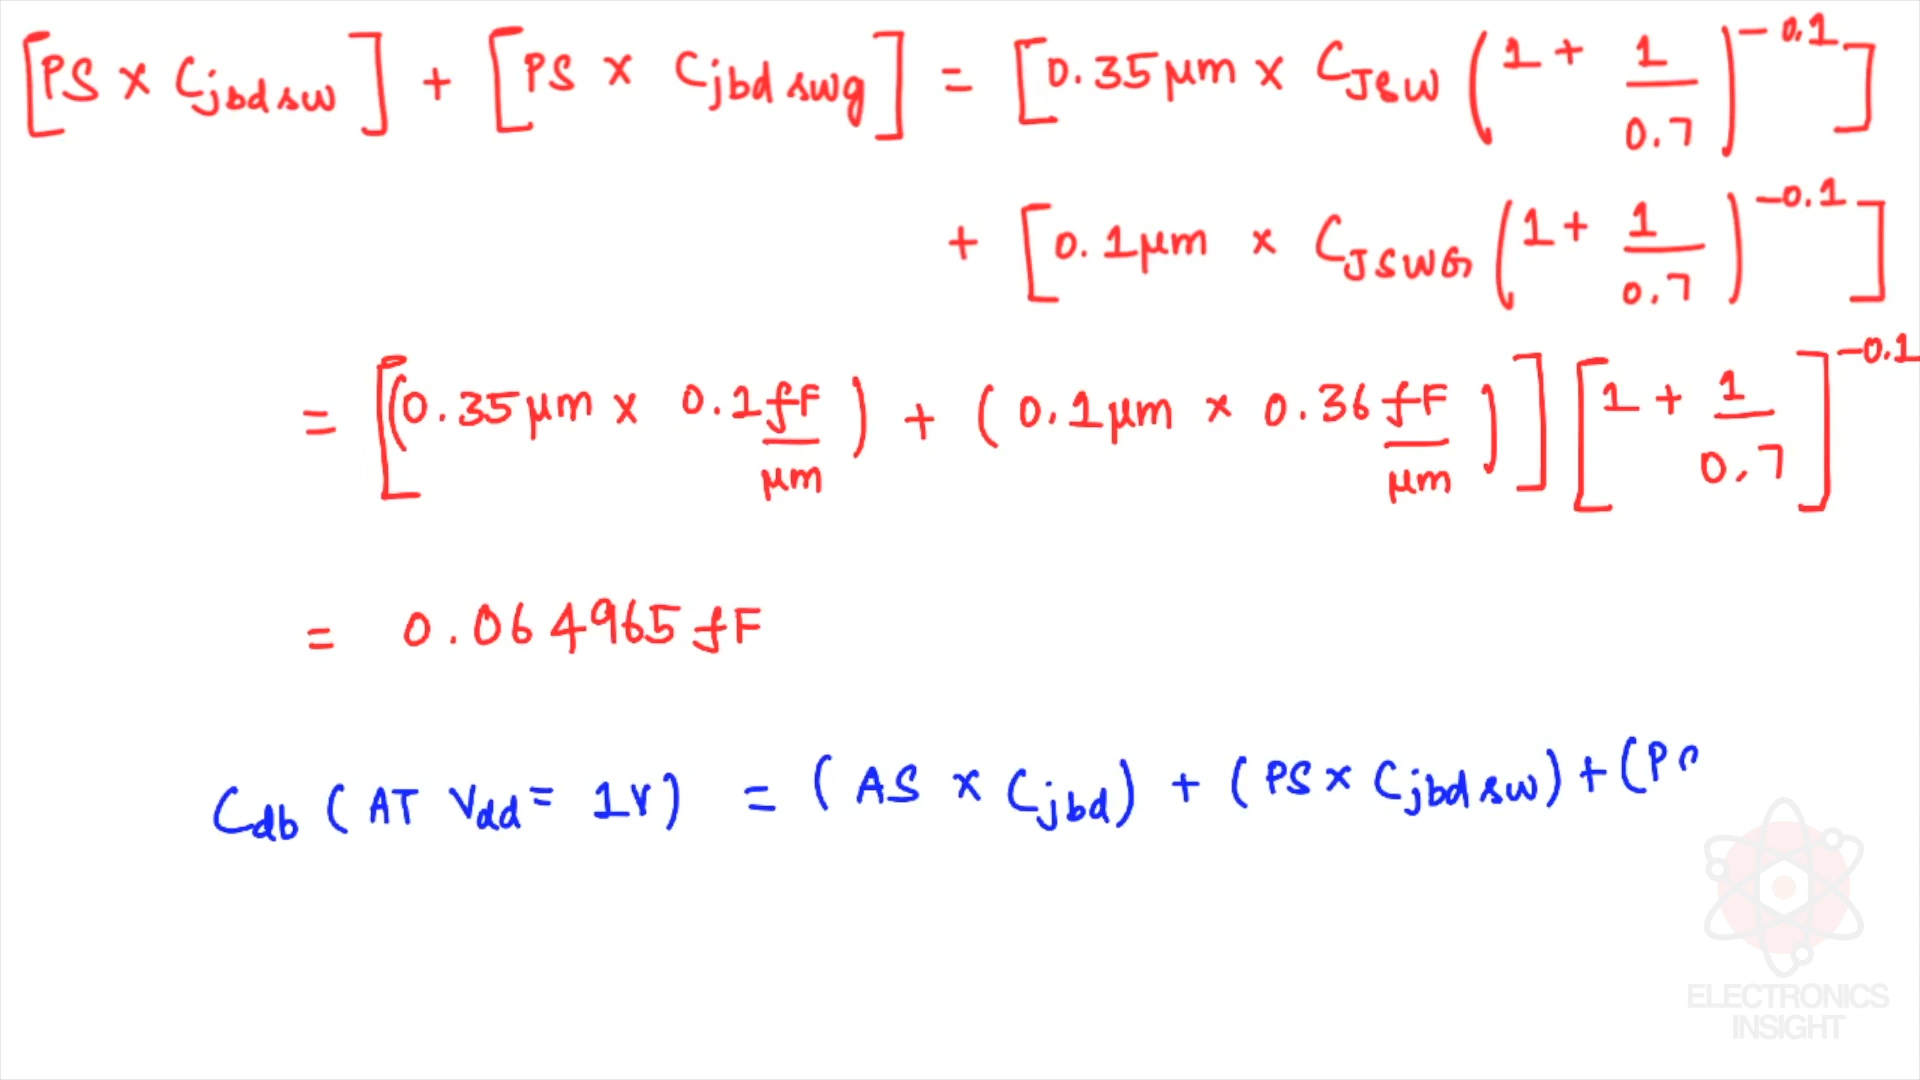 [PS × Cjbdsw] + [PS × Cjbdswg] = [0.35μm × CJSW (1 + 1/0.7)^-0.1]
+ [0.1μm × CJSWG (1 + 1/0.7)^-0.1]
= [(0.35μm × 0.1 fF/μm) + (0.1μm × 0.36 fF/μm)] [1 + 1/0.7]^-0.1
= 0.064965 fF
Cdb (AT Vdd = 1V) = (AS × Cjbd) + (PS × Cjbdsw) + (P
ELECTRONICS
INSIGHT